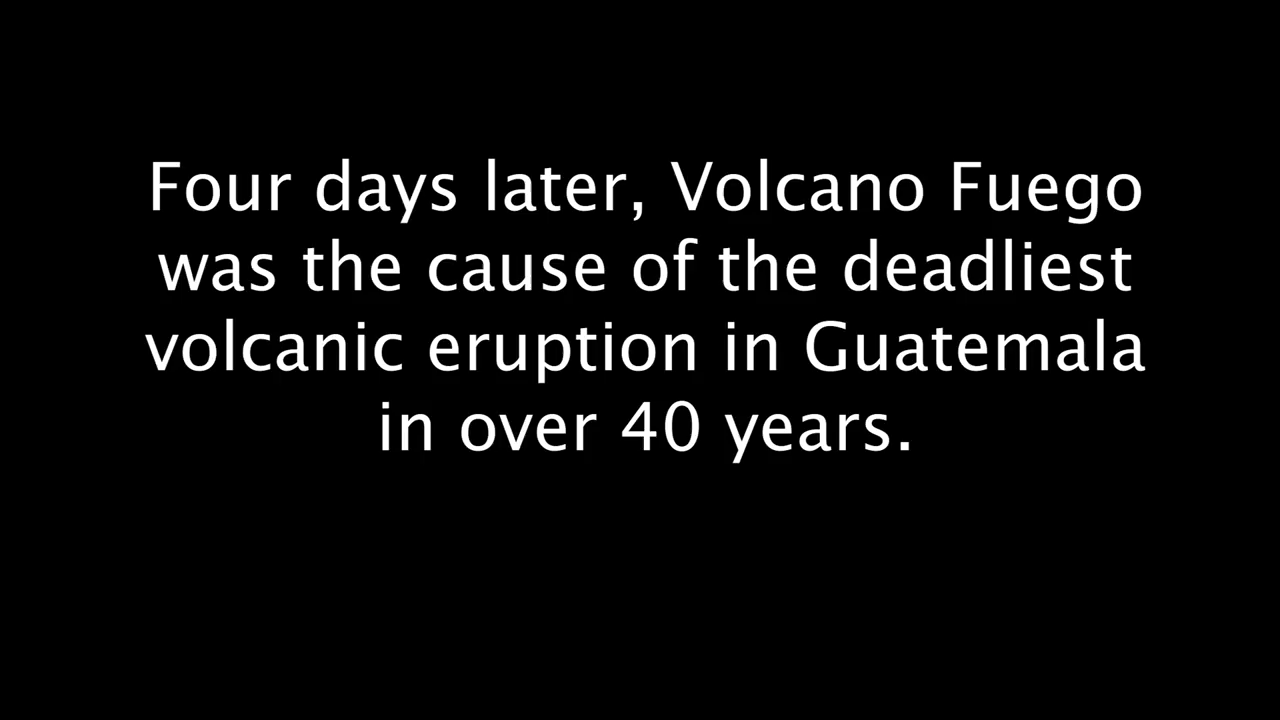 Four days later, Volcano Fuego
was the cause of the deadliest
volcanic eruption in Guatemala
in over 40 years.